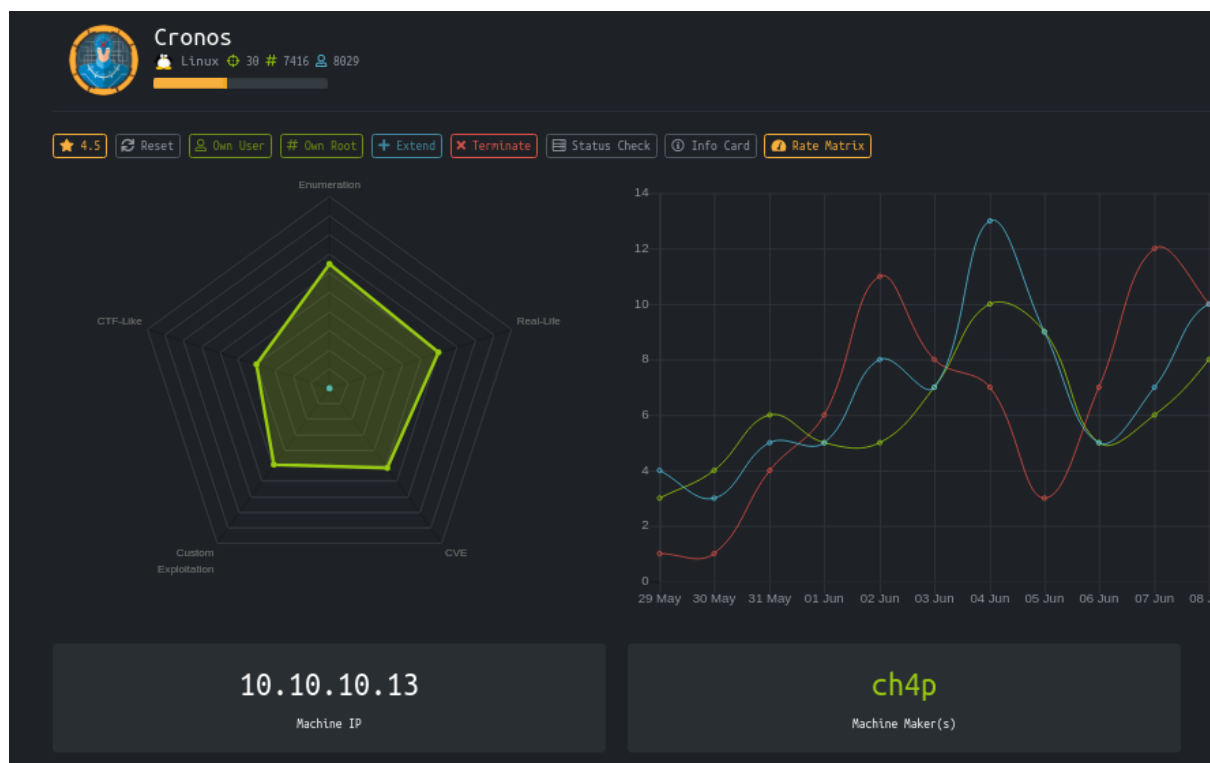 Cronos
Linux 30 # 7416 8029
4.5 Reset Own User # Own Root Extend Terminate Status Check Info Card Rate Matrix
Enumeration
CTF-Like
Real-Life
Custom
Exploitation
CVE
14
12
10
8
6
4
2
0
29 May 30 May 31 May 01 Jun 02 Jun 03 Jun 04 Jun 05 Jun 06 Jun 07 Jun 08
10.10.10.13
Machine IP
ch4p
Machine Maker(s)